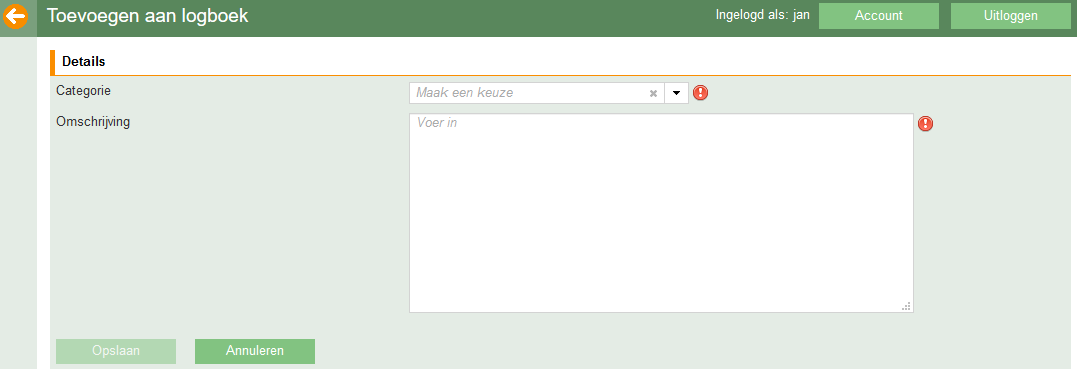 Toevoegen aan logboek
Ingelogd als: jan
Account
Uitloggen
Details
Categorie
Maak een keuze
Omschrijving
Voer in
Opslaan
Annuleren